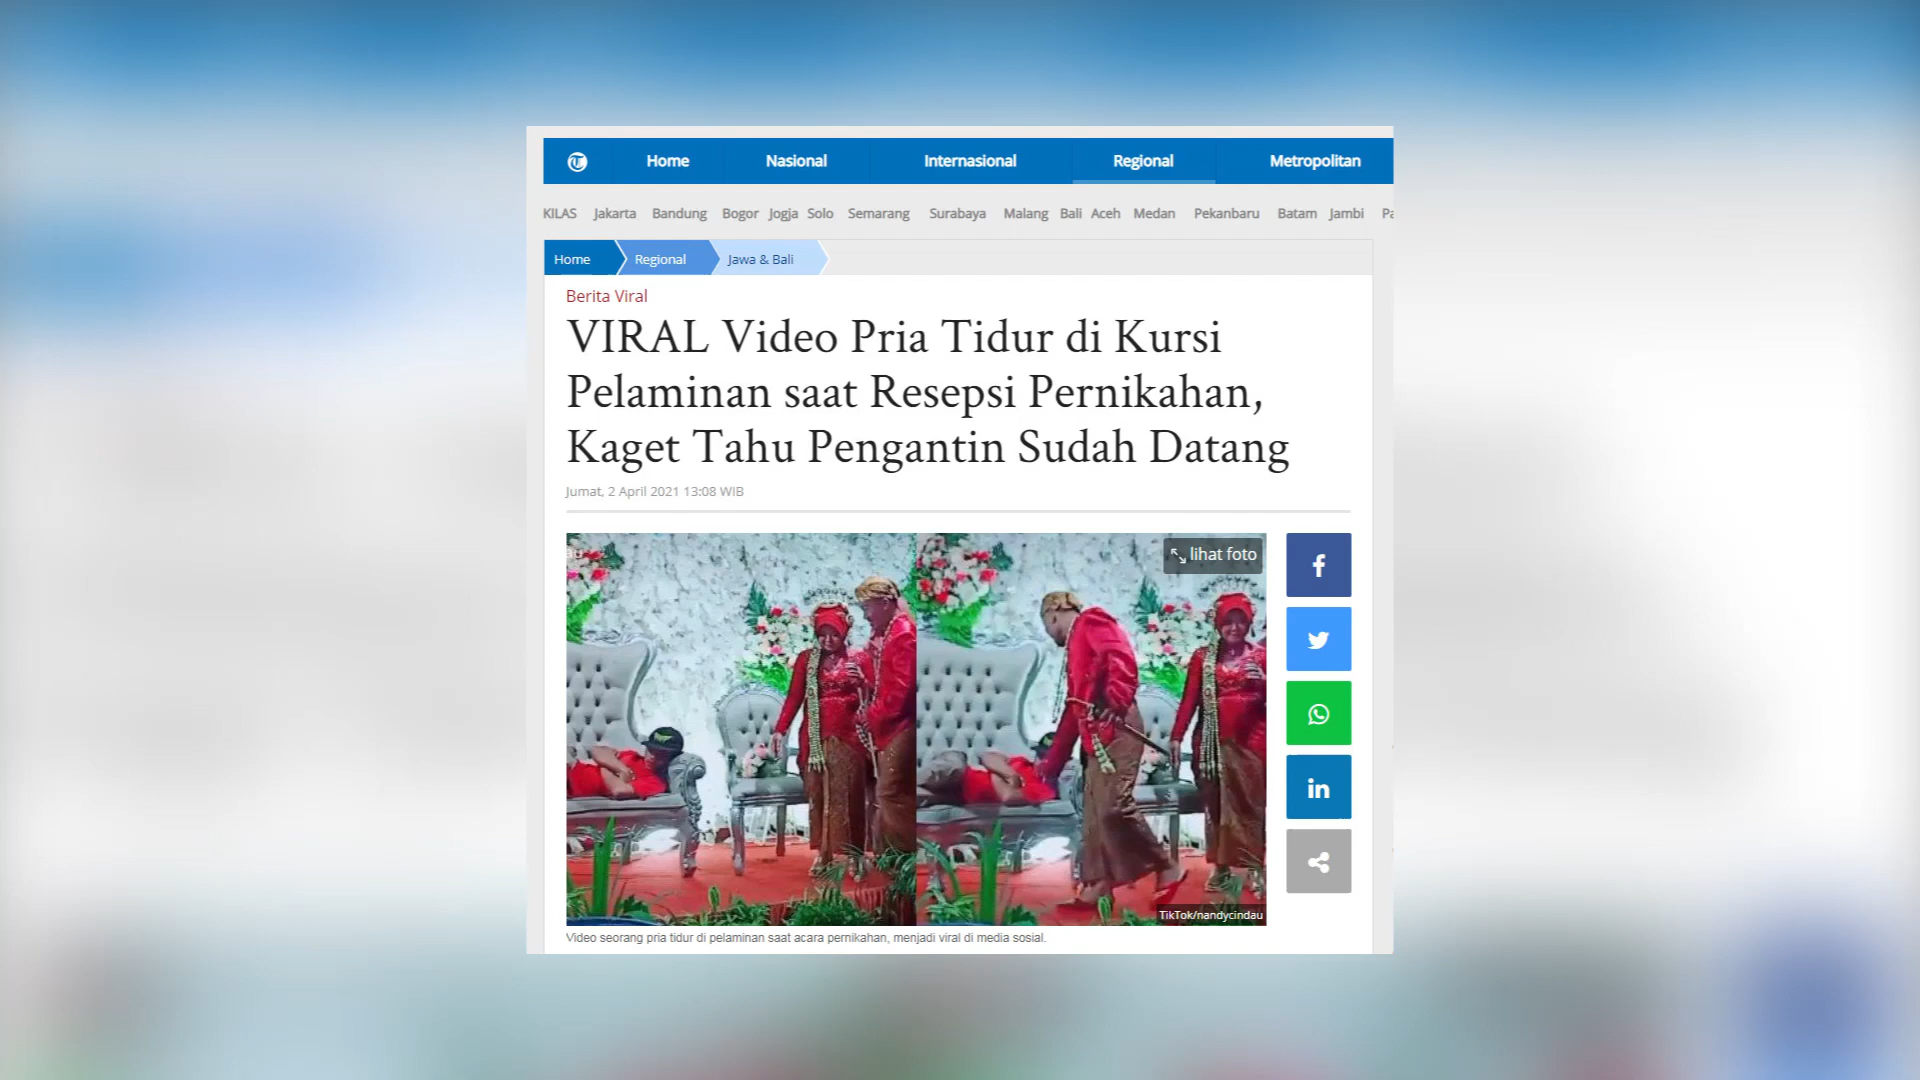 Home Nasional Internasional Regional Metropolitan
KILAS Jakarta Bandung Bogor Jogja Solo Semarang Surabaya Malang Bali Aceh Medan Pekanbaru Batam Jambi
Home Regional Jawa & Bali
Berita Viral
VIRAL Video Pria Tidur di Kursi
Pelaminan saat Resepsi Pernikahan,
Kaget Tahu Pengantin Sudah Datang
Jumat, 2 April 2021 13:08 WIB
lihat foto
TikTok/nandycindau
Video seorang pria tidur di pelaminan saat acara pernikahan, menjadi viral di media sosial.